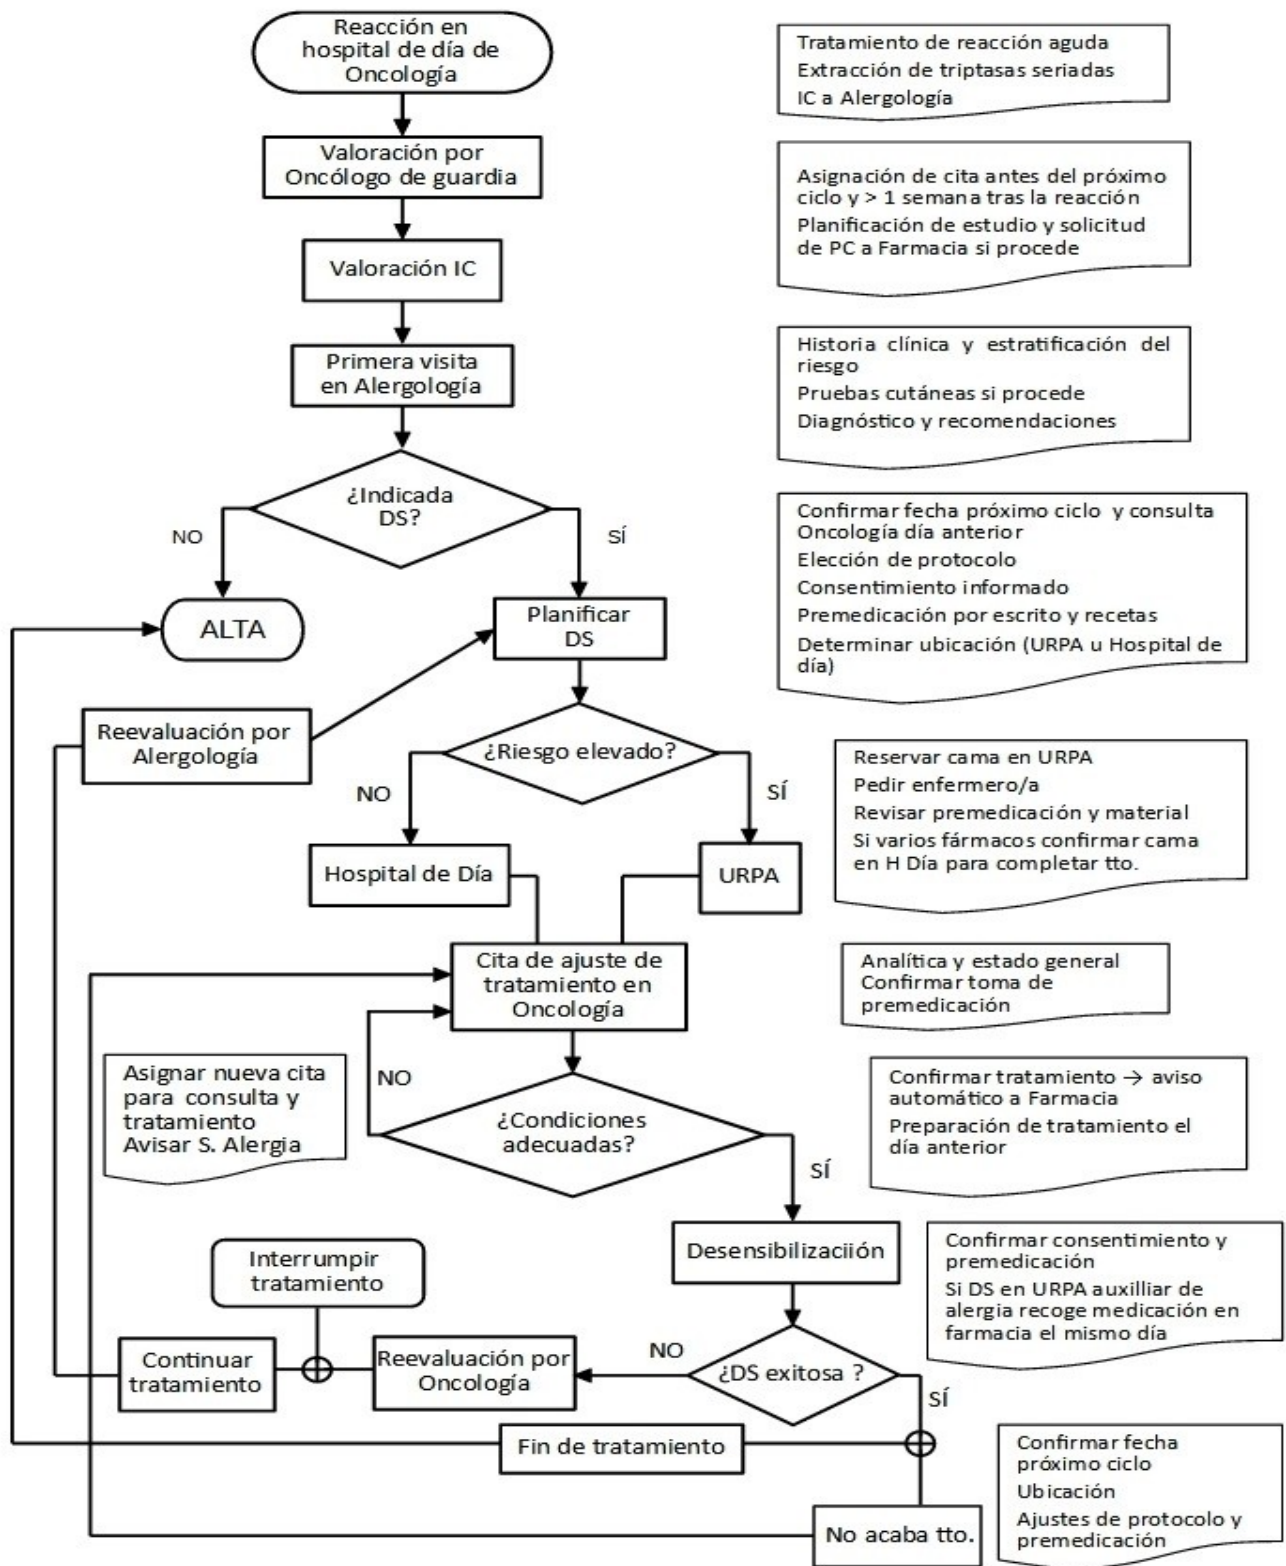 Reacción en
hospital de día de
Oncología
Tratamiento de reacción aguda
Extracción de triptasas seriadas
IC a Alergología
Valoración por
Oncólogo de guardia
Asignación de cita antes del próximo
ciclo y > 1 semana tras la reacción
Planificación de estudio y solicitud
de PC a Farmacia si procede
Valoración IC
Primera visita
en Alergología
Historia clínica y estratificación del
riesgo
Pruebas cutáneas si procede
Diagnóstico y recomendaciones
¿Indicada
DS?
NO
SÍ
Confirmar fecha próximo ciclo y consulta
Oncología día anterior
Elección de protocolo
Consentimiento informado
Premedicación por escrito y recetas
Determinar ubicación (URPA u Hospital de
día)
ALTA
Planificar
DS
Reevaluación por
Alergología
¿Riesgo elevado?
NO
SÍ
Reservar cama en URPA
Pedir enfermero/a
Revisar premedicación y material
Si varios fármacos confirmar cama
en H Día para completar tto.
Hospital de Día
URPA
Cita de ajuste de
tratamiento en
Oncología
Analítica y estado general
Confirmar toma de
premedicación
Asignar nueva cita
para consulta y
tratamiento
Avisar S. Alergia
NO
¿Condiciones
adecuadas?
SÍ
Confirmar tratamiento → aviso
automático a Farmacia
Preparación de tratamiento el
día anterior
Desensibilizaciión
Confirmar consentimiento y
premedicación
Si DS en URPA auxilliar de
alergia recoge medicación en
farmacia el mismo día
Interrumpir
tratamiento
Continuar
tratamiento
Reevaluación por
Oncología
NO
¿DS exitosa ?
SÍ
Fin de tratamiento
No acaba tto.
Confirmar fecha
próximo ciclo
Ubicación
Ajustes de protocolo y
premedicación